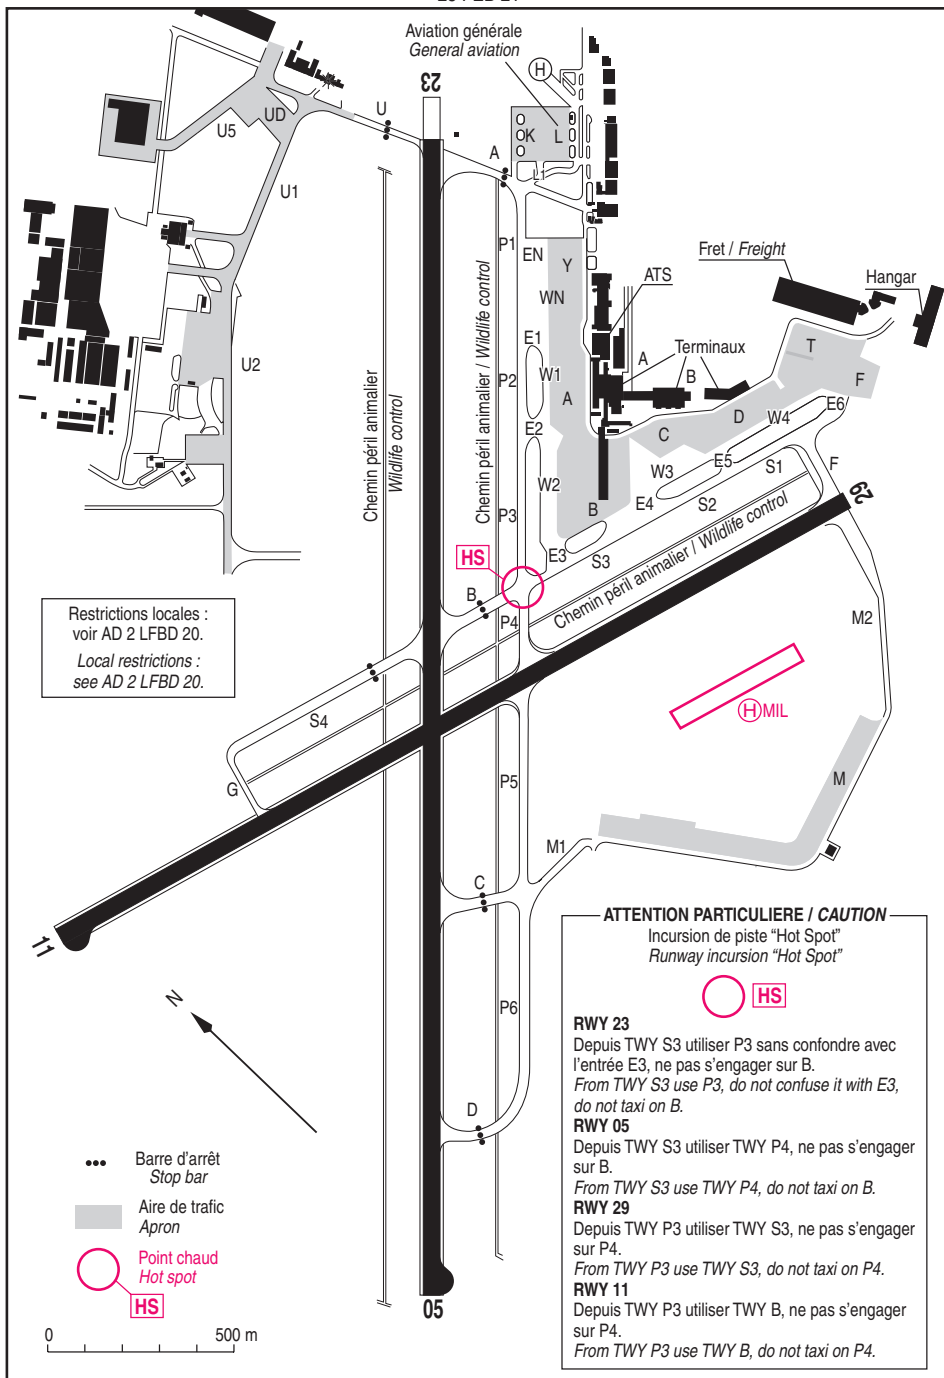 Aviation générale
General aviation
H
23
U
UD
U5
K
L
A
L1
U1
P1
EN
Y
Fret / Freight
ATS
Hangar
WN
E1
Terminaux
A
T
U2
P2
W1
A
B
F
D
E6
W4
E2
C
Chemin péril animalier
Wildlife control
Chemin péril animalier / Wildlife control
W3
E5
S1
F
W2
E4
S2
29
P3
B
E3
S3
HS
Chemin péril animalier / Wildlife control
B
P4
M2
Restrictions locales :
voir AD 2 LFBD 20.
Local restrictions :
see AD 2 LFBD 20.
H MIL
S4
G
P5
M
M1
C
11
ATTENTION PARTICULIERE / CAUTION
Incursion de piste “Hot Spot”
Runway incursion “Hot Spot”
HS
N
P6
RWY 23
Depuis TWY S3 utiliser P3 sans confondre avec
l’entrée E3, ne pas s’engager sur B.
From TWY S3 use P3, do not confuse it with E3,
do not taxi on B.
RWY 05
Depuis TWY S3 utiliser TWY P4, ne pas s’engager
sur B.
From TWY S3 use TWY P4, do not taxi on B.
RWY 29
Depuis TWY P3 utiliser TWY S3, ne pas s’engager
sur P4.
From TWY P3 use TWY S3, do not taxi on P4.
RWY 11
Depuis TWY P3 utiliser TWY B, ne pas s’engager
sur P4.
From TWY P3 use TWY B, do not taxi on P4.
D
Barre d’arrêt
Stop bar
Aire de trafic
Apron
Point chaud
Hot spot
HS
05
0
500 m